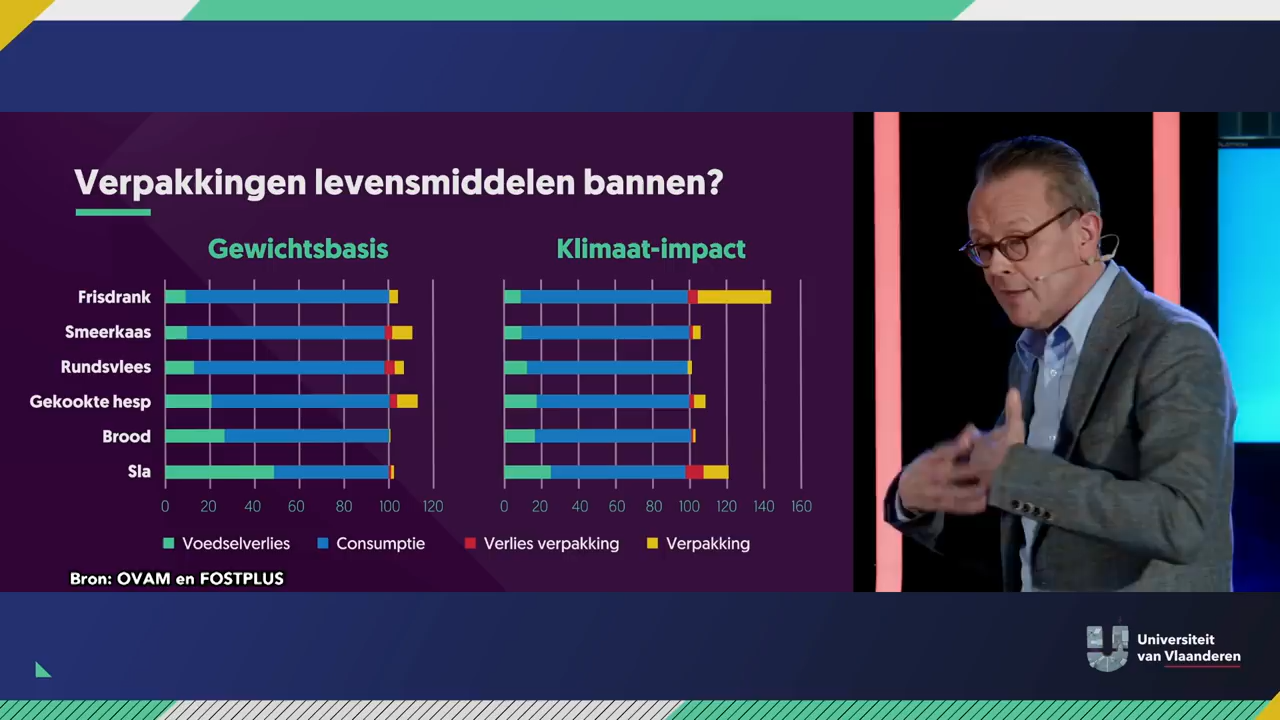 Verpakkingen levensmiddelen bannen?
Gewichtsbasis
Klimaat-impact
Frisdrank
Smeerkaas
Rundsvlees
Gekookte hesp
Brood
Sla
0 20 40 60 80 100 120
0 20 40 60 80 100 120 140 160
Voedselverlies Consumptie Verlies verpakking Verpakking
Bron: OVAM en FOSTPLUS
Universiteit
van Vlaanderen